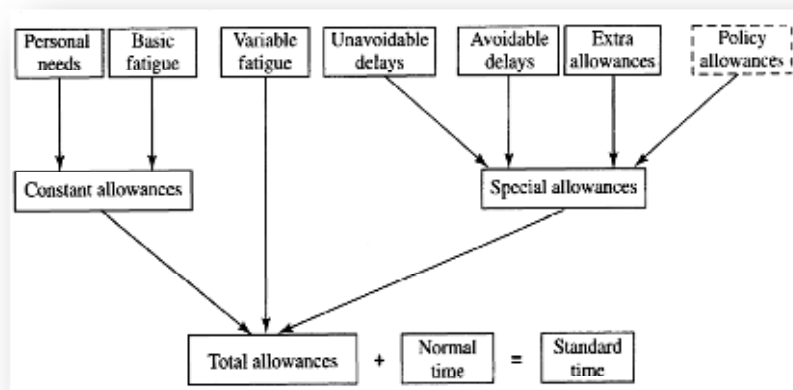 Personal
needs
Basic
fatigue
Variable
fatigue
Unavoidable
delays
Avoidable
delays
Extra
allowances
Policy
allowances
Constant allowances
Special allowances
Total allowances
+
Normal
time
=
Standard
time